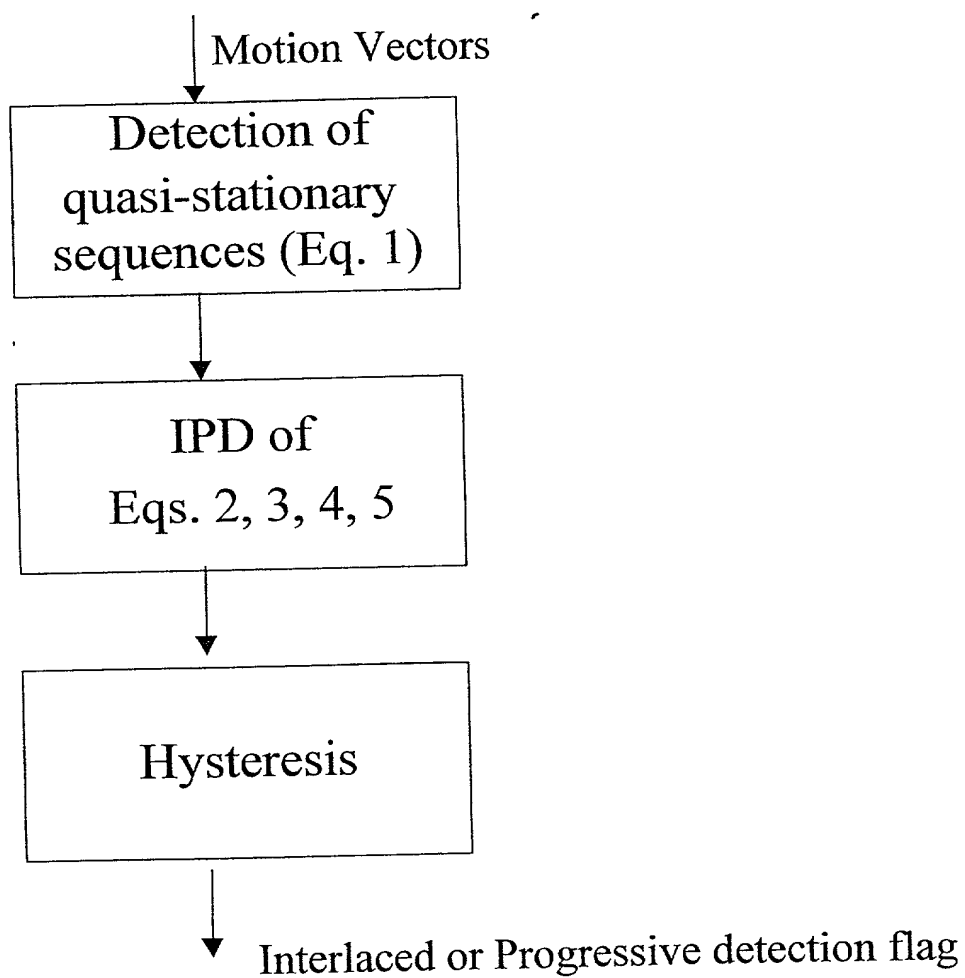 Motion Vectors
Detection of
quasi-stationary
sequences (Eq. 1)
IPD of
Eqs. 2, 3, 4, 5
Hysteresis
Interlaced or Progressive detection flag